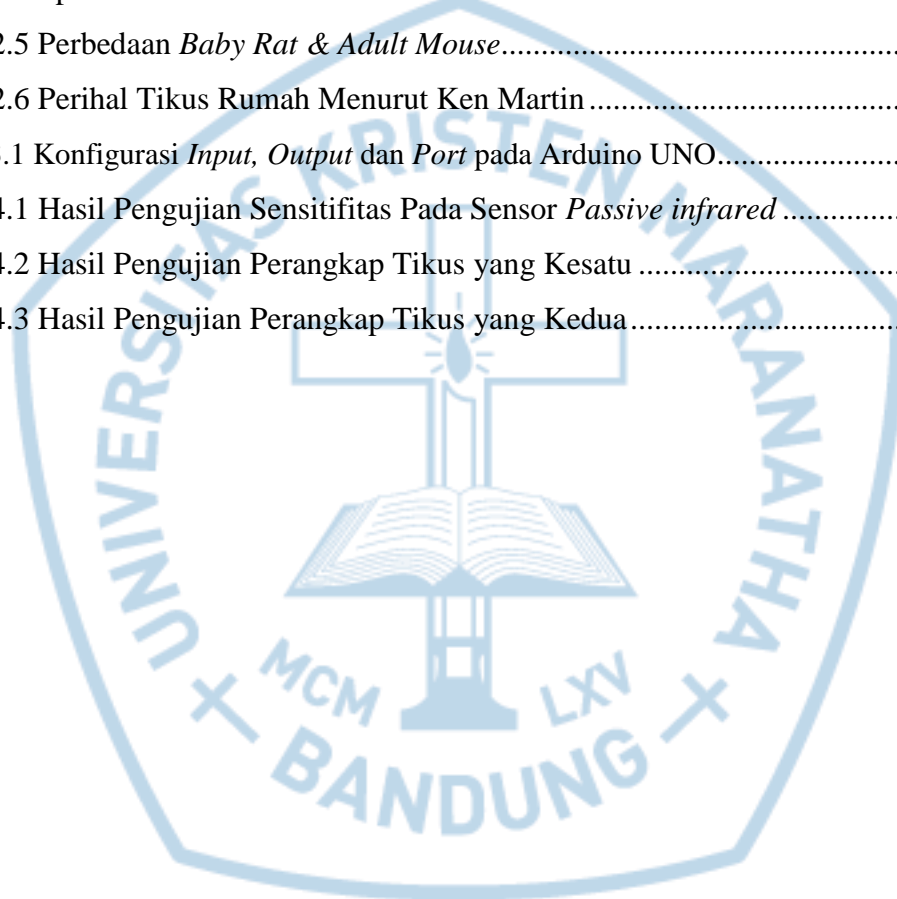 2.5 Perbedaan Baby Rat & Adult Mouse
2.6 Perihal Tikus Rumah Menurut Ken Martin
.1 Konfigurasi Input, Output dan Port pada Arduino UNO
4.1 Hasil Pengujian Sensitifitas Pada Sensor Passive infrared
4.2 Hasil Pengujian Perangkap Tikus yang Kesatu
4.3 Hasil Pengujian Perangkap Tikus yang Kedua
UNIVERSITAS KRISTEN MARANATHA
MCM LXV
BANDUNG